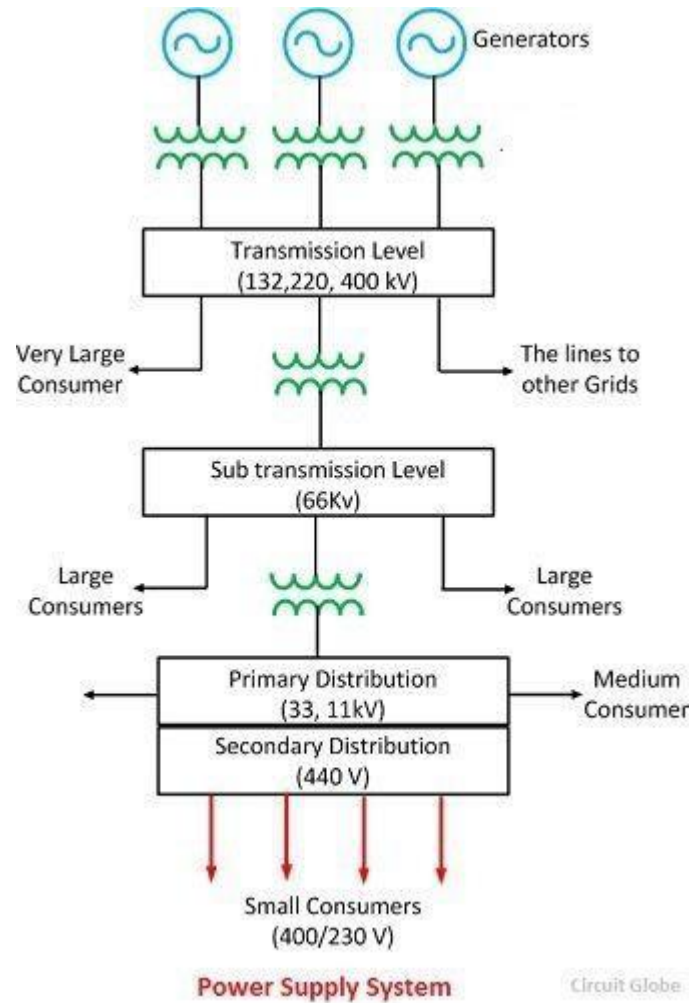 Generators
Transmission Level
(132,220, 400 kV)
Very Large
Consumer
The lines to
other Grids
Sub transmission Level
(66Kv)
Large
Consumers
Large
Consumers
Primary Distribution
(33, 11kV)
Medium
Consumer
Secondary Distribution
(440 V)
Small Consumers
(400/230 V)
Power Supply System
Circuit Globe